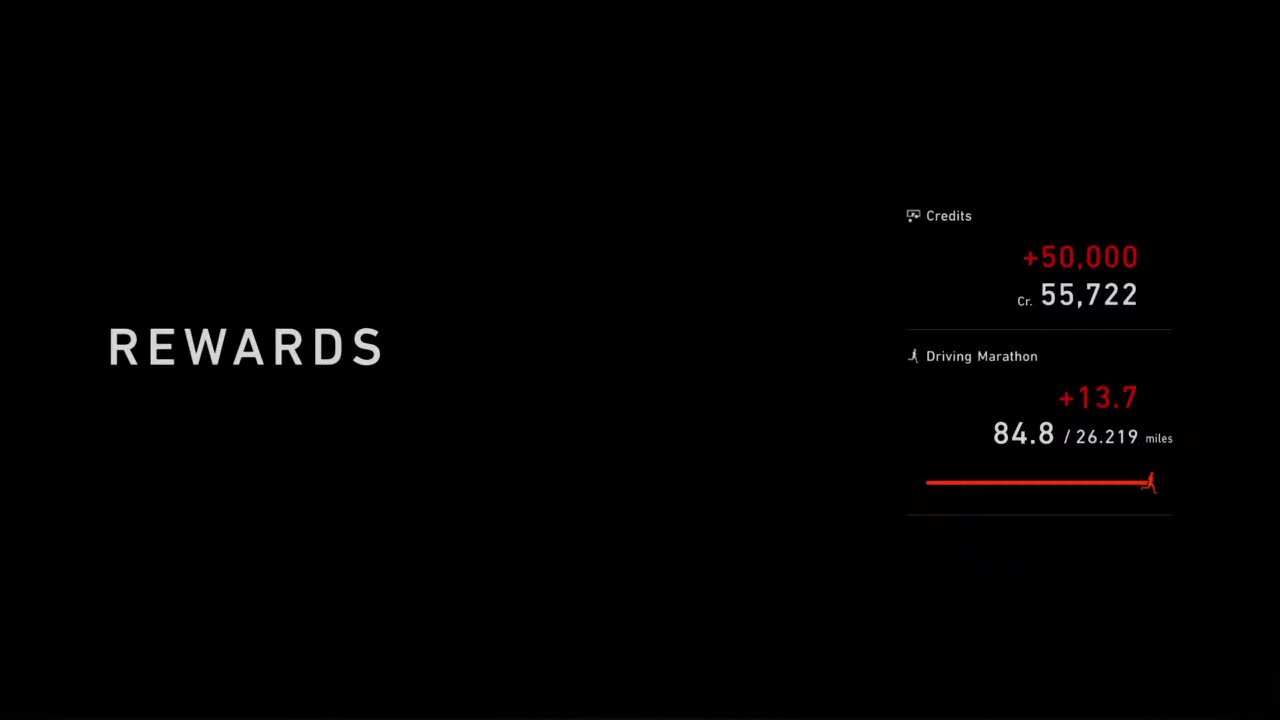 REWARDS
Credits
+50,000
Cr. 55,722
Driving Marathon
+13.7
84.8 / 26.219 miles